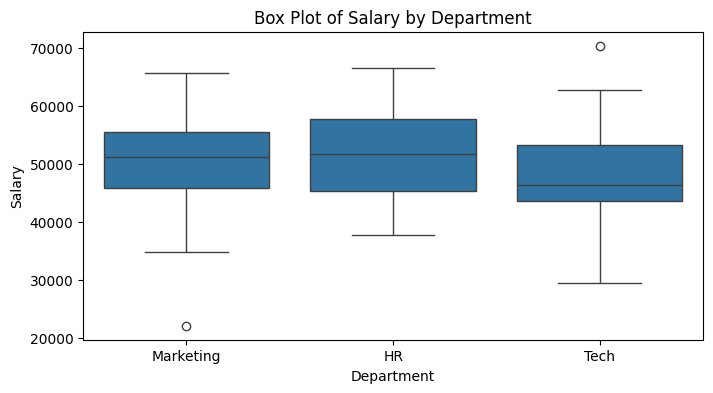 Box Plot of Salary by Department
70000
60000
50000
40000
30000
20000
Salary
Marketing HR Tech
Department